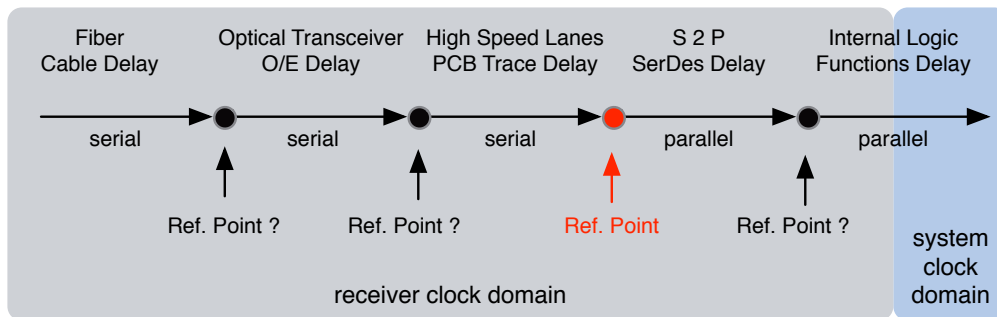 Fiber
Cable Delay
Optical Transceiver
O/E Delay
High Speed Lanes
PCB Trace Delay
S 2 P
SerDes Delay
Internal Logic
Functions Delay
serial
serial
serial
parallel
parallel
Ref. Point ?
Ref. Point ?
Ref. Point
Ref. Point ?
system
clock
domain
receiver clock domain